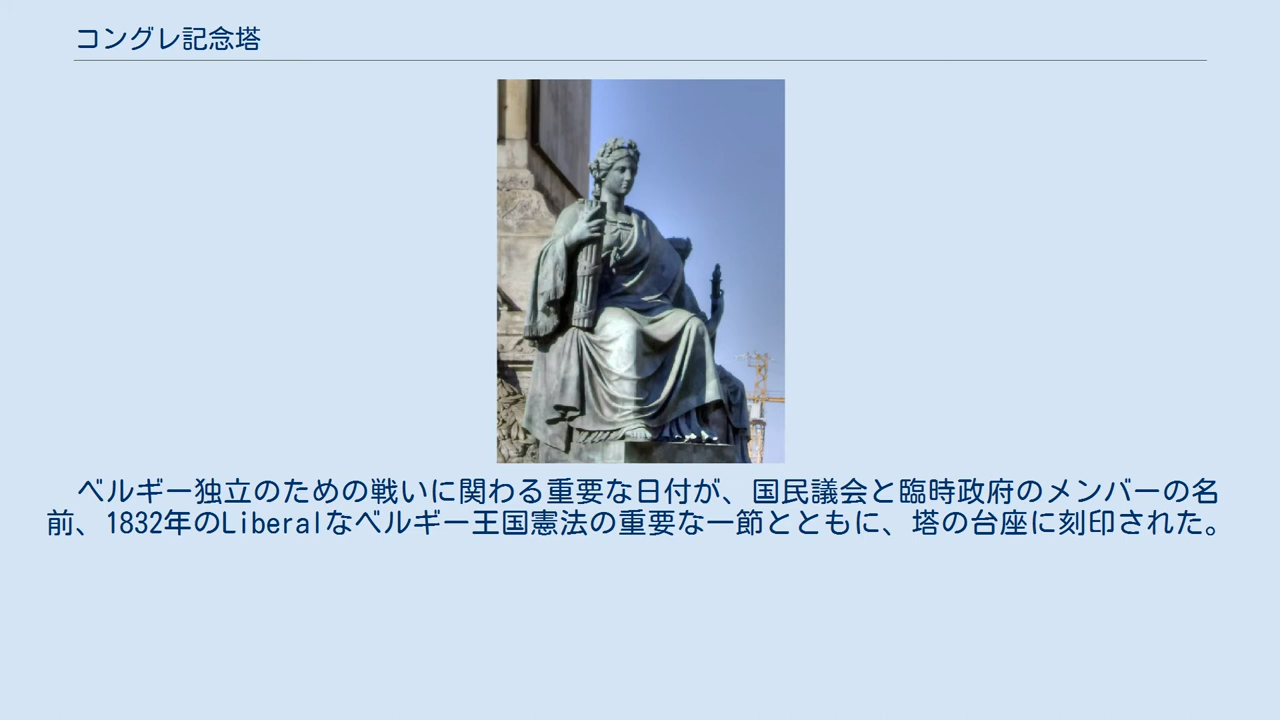 コングレ記念塔
ベルギー独立のための戦いに関わる重要な日付が、国民議会と臨時政府のメンバーの名
前、1832年のLiberalなベルギー王国憲法の重要な一節とともに、塔の台座に刻印された。